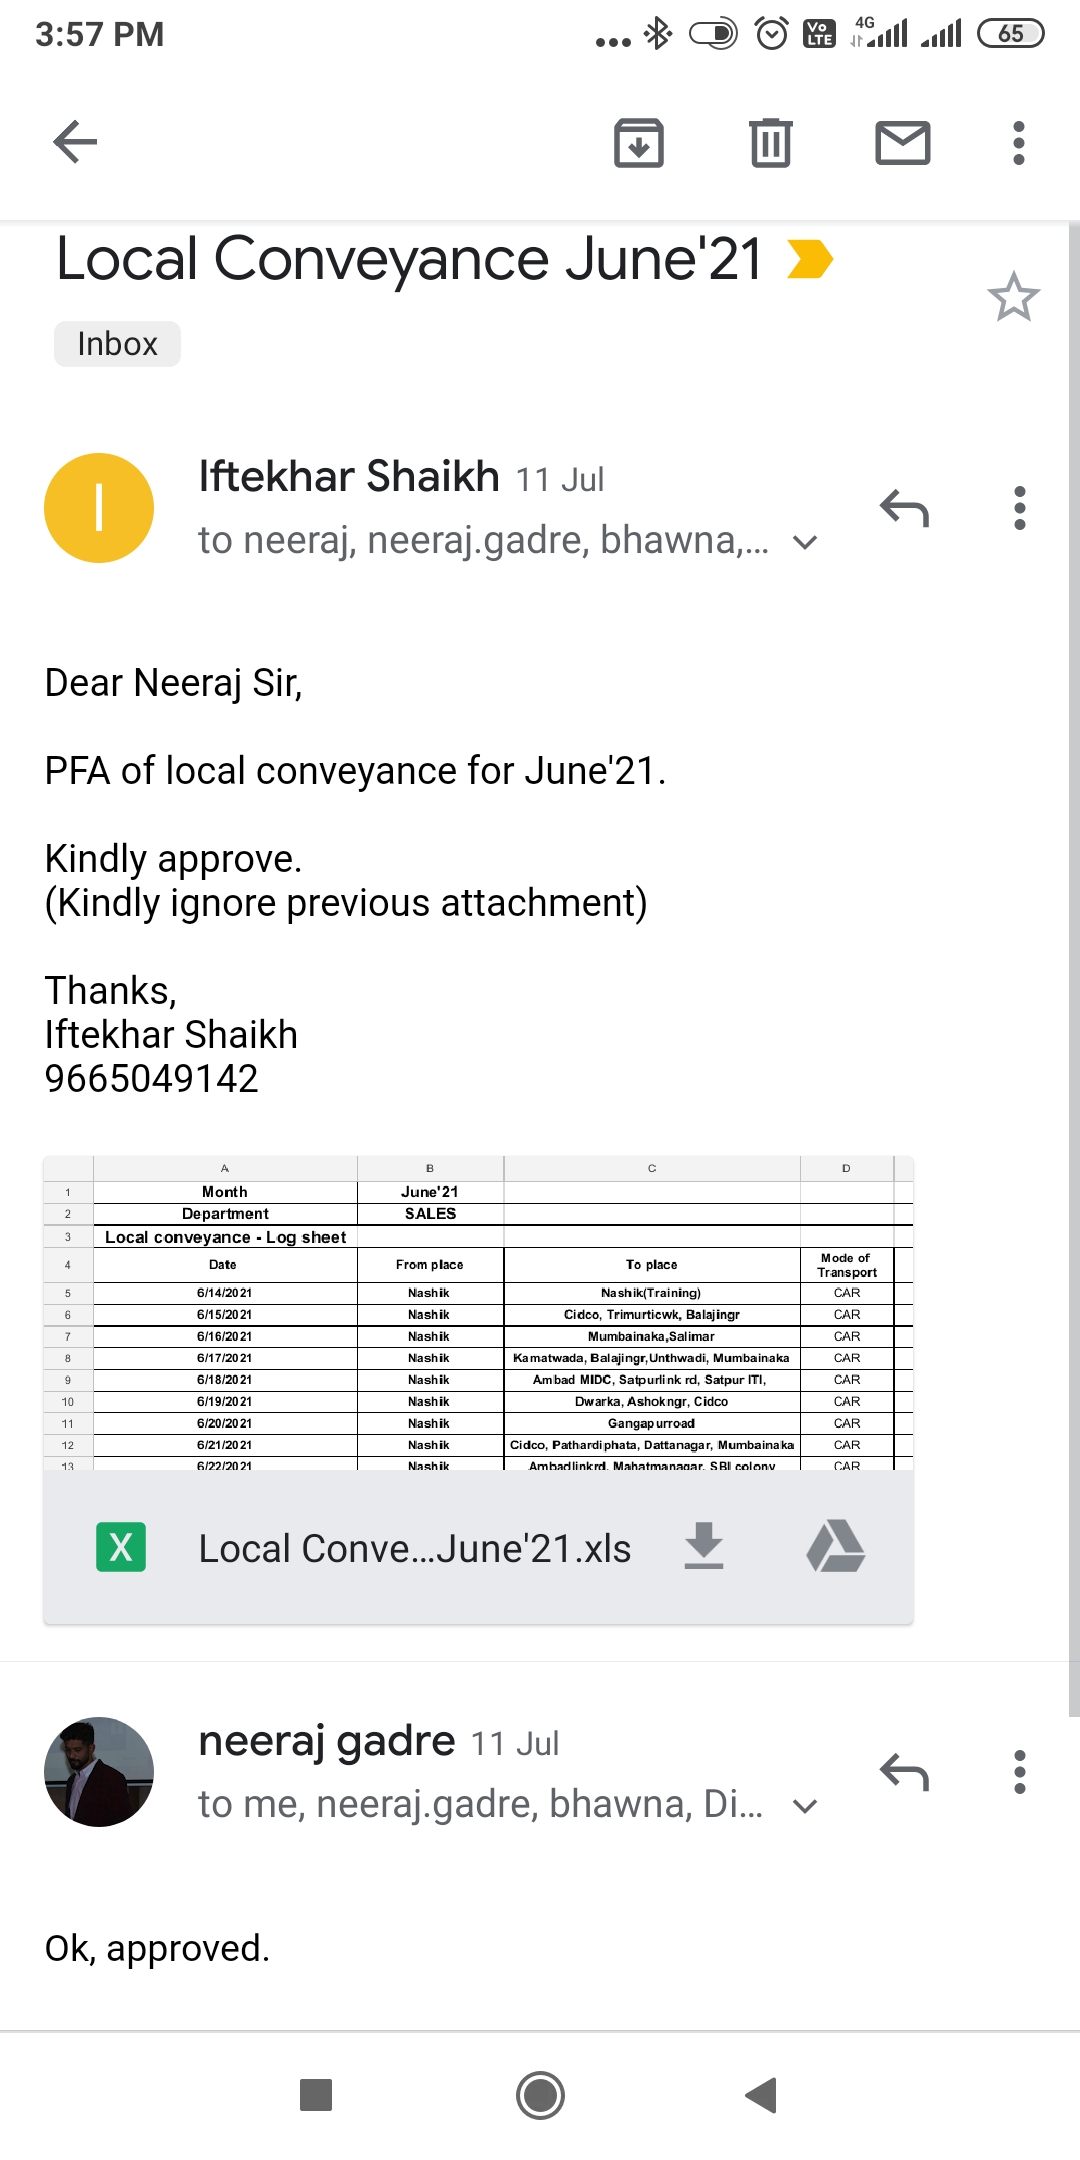 3:57 PM
VoLTE 4G 65
Local Conveyance June'21
Inbox
I
Iftekhar Shaikh 11 Jul
to neeraj, neeraj.gadre, bhawna,...
Dear Neeraj Sir,
PFA of local conveyance for June'21.
Kindly approve.
(Kindly ignore previous attachment)
Thanks,
Iftekhar Shaikh
9665049142
A B C D
1 Month June'21
2 Department SALES
3 Local conveyance - Log sheet
4 Date From place To place Mode of Transport
5 6/14/2021 Nashik Nashik(Training) CAR
6 6/15/2021 Nashik Cidco, Trimurticwk, Balajingr CAR
7 6/16/2021 Nashik Mumbainaka,Salimar CAR
8 6/17/2021 Nashik Kamatwada, Balajingr,Unthwadi, Mumbainaka CAR
9 6/18/2021 Nashik Ambad MIDC, Satpurlink rd, Satpur ITI, CAR
10 6/19/2021 Nashik Dwarka, Ashokngr, Cidco CAR
11 6/20/2021 Nashik Gangapurroad CAR
12 6/21/2021 Nashik Cidco, Pathardiphata, Dattanagar, Mumbainaka CAR
13 6/22/2021 Nashik Ambadlinkrd, Mahatmanagar, SBI colony CAR
X Local Conve...June'21.xls
neeraj gadre 11 Jul
to me, neeraj.gadre, bhawna, Di...
Ok, approved.